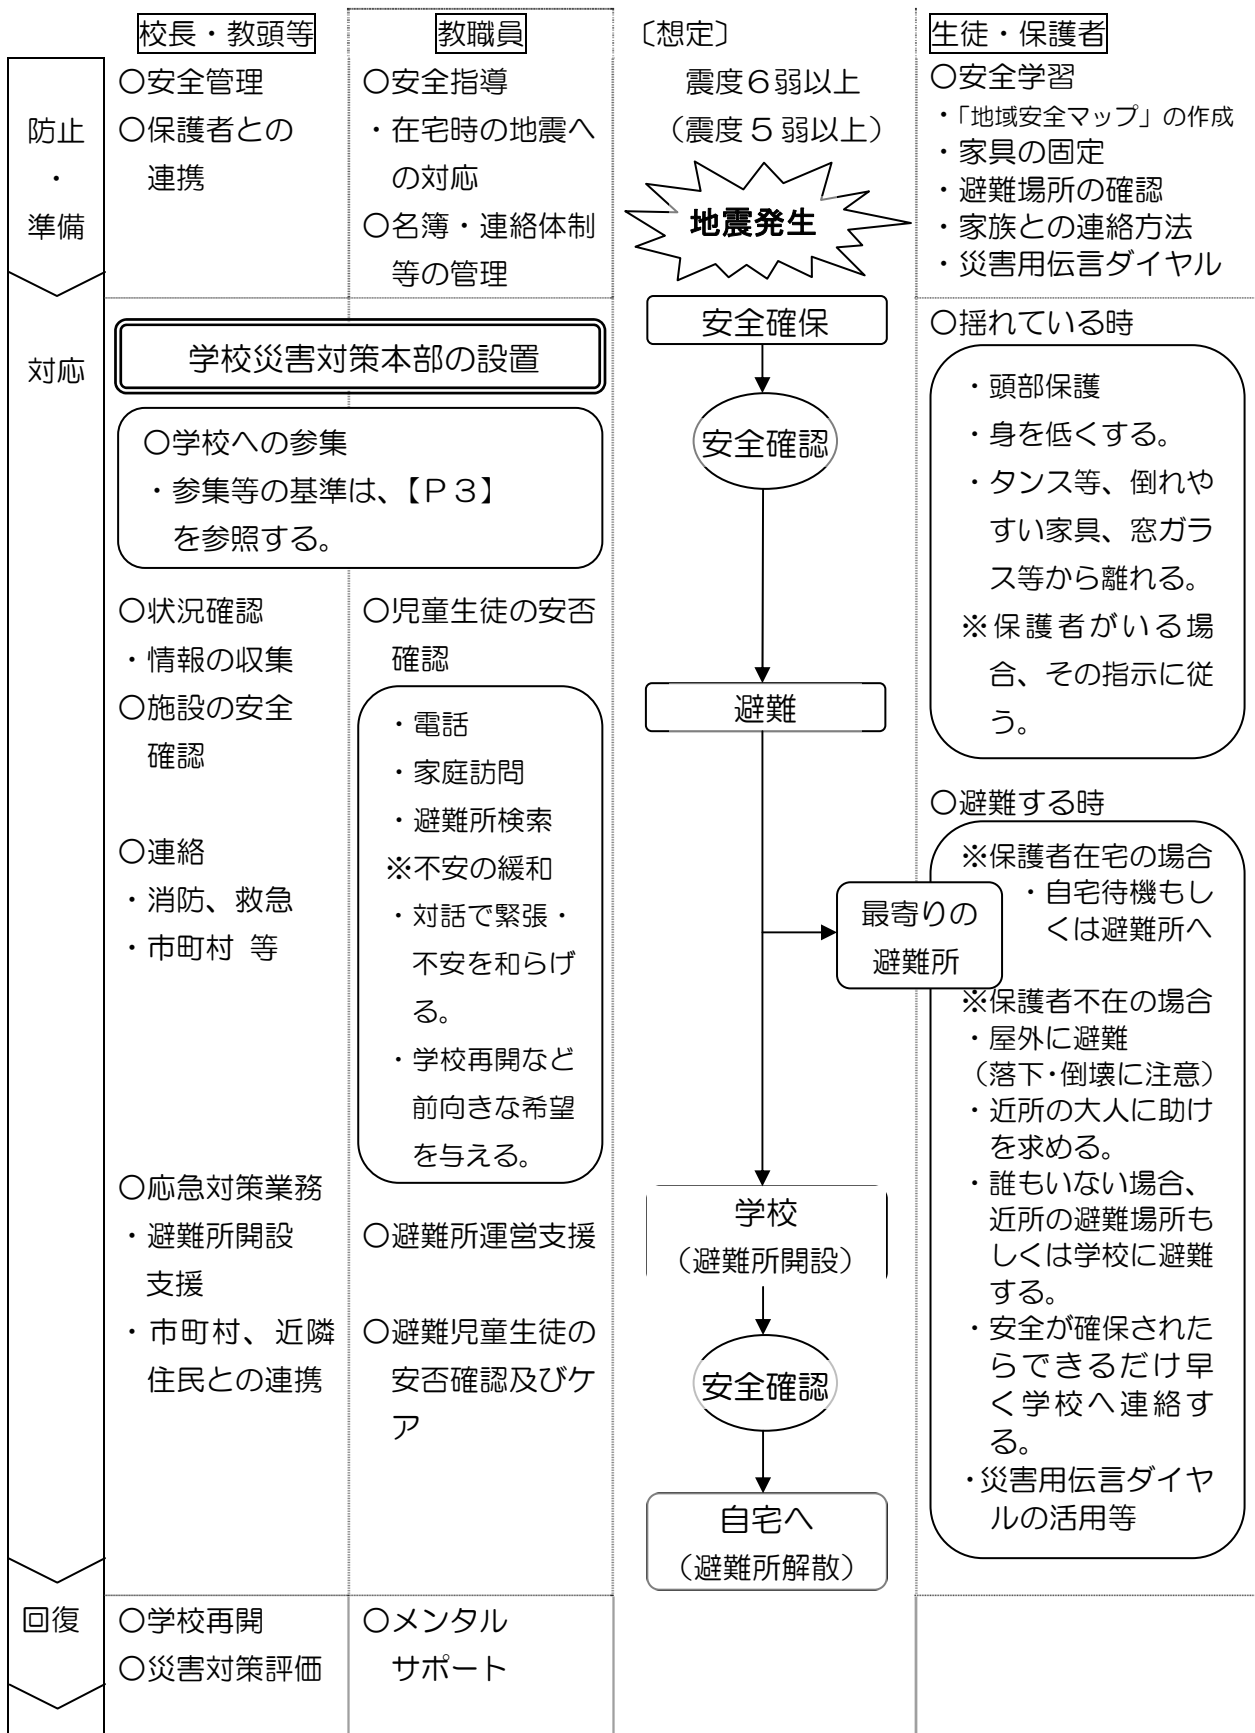 校長・教頭等
教職員
〔想定〕
生徒・保護者
防止
・
準備
対応
回復
〇安全管理
〇保護者との
連携
〇安全指導
・在宅時の地震へ
の対応
〇名簿・連絡体制
等の管理
震度6弱以上
（震度5弱以上）
地震発生
〇安全学習
・「地域安全マップ」の作成
・家具の固定
・避難場所の確認
・家族との連絡方法
・災害用伝言ダイヤル
学校災害対策本部の設置
〇学校への参集
・参集等の基準は、【P3】
を参照する。
〇状況確認
・情報の収集
〇施設の安全
確認
〇連絡
・消防、救急
・市町村 等
〇応急対策業務
・避難所開設
支援
・市町村、近隣
住民との連携
〇児童生徒の安否
確認
・電話
・家庭訪問
・避難所検索
※不安の緩和
・対話で緊張・
不安を和らげ
る。
・学校再開など
前向きな希望
を与える。
〇避難所運営支援
〇避難児童生徒の
安否確認及びケ
ア
安全確保
安全確認
避難
最寄りの
避難所
学校
（避難所開設）
安全確認
自宅へ
（避難所解散）
〇揺れている時
・頭部保護
・身を低くする。
・タンス等、倒れや
すい家具、窓ガラ
ス等から離れる。
※保護者がいる場
合、その指示に従
う。
〇避難する時
※保護者在宅の場合
・自宅待機もし
くは避難所へ
※保護者不在の場合
・屋外に避難
（落下・倒壊に注意）
・近所の大人に助け
を求める。
・誰もいない場合、
近所の避難場所も
しくは学校に避難
する。
・安全が確保された
らできるだけ早
く学校へ連絡す
る。
・災害用伝言ダイヤ
ルの活用等
〇学校再開
〇災害対策評価
〇メンタル
サポート